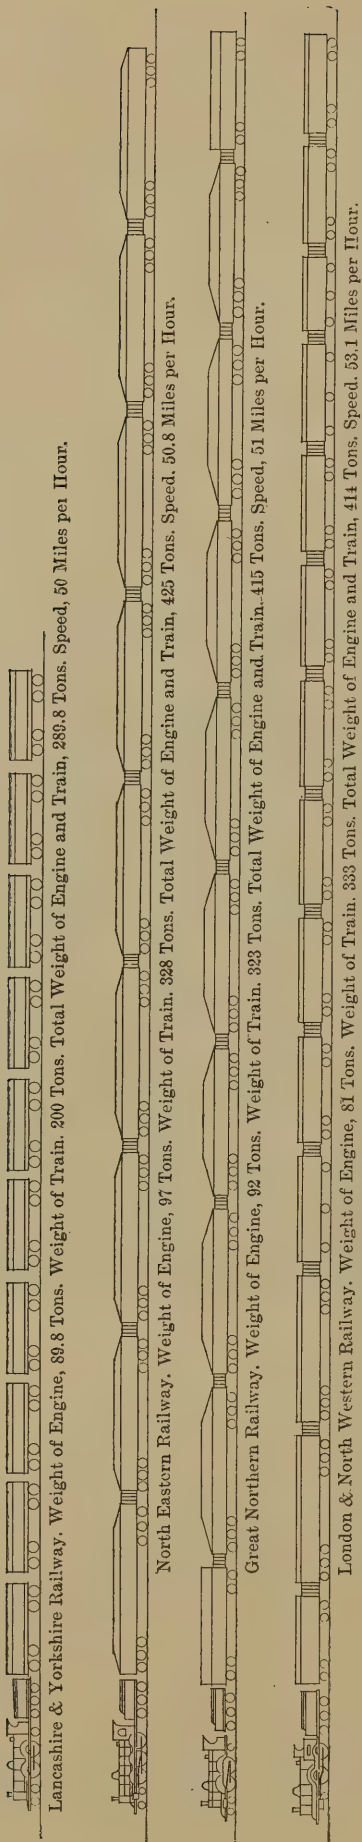 Lancashire & Yorkshire Railway. Weight of Engine, 89.8 Tons. Weight of Train. 200 Tons. Total Weight of Engine and Train, 289.8 Tons. Speed, 50 Miles per Hour.
North Eastern Railway. Weight of Engine, 97 Tons. Weight of Train. 328 Tons. Total Weight of Engine and Train, 425 Tons. Speed. 50.8 Miles per Hour.
Great Northern Railway. Weight of Engine, 92 Tons. Weight of Train. 323 Tons. Total Weight of Engine and Train. 415 Tons. Speed, 51 Miles per Hour.
London & North Western Railway. Weight of Engine, 81 Tons. Weight of Train. 333 Tons. Total Weight of Engine and Train, 414 Tons. Speed. 53.1 Miles per Hour.